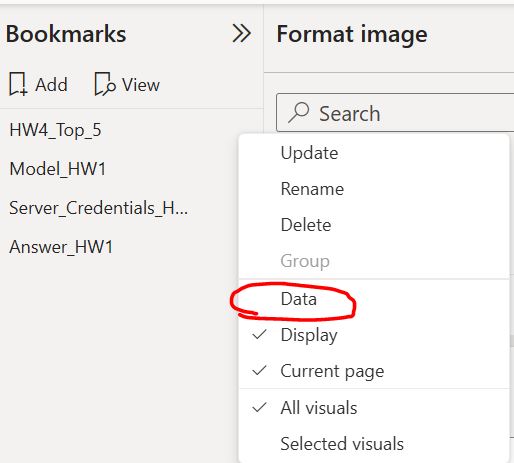 Bookmarks
Format image
Add
View
Search
HW4_Top_5
Model_HW1
Server_Credentials_H...
Answer_HW1
Update
Rename
Delete
Group
Data
Display
Current page
All visuals
Selected visuals